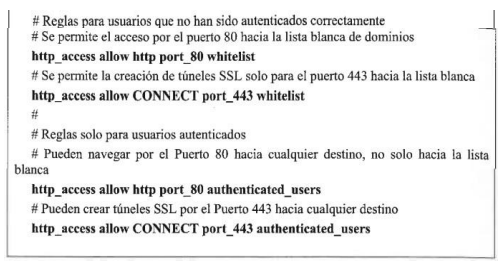 # Reglas para usuarios que no han sido autenticados correctamente
# Se permite el acceso por el puerto 80 hacia la lista blanca de dominios
http_access allow http port_80 whitelist
# Se permite la creación de túneles SSL solo para el puerto 443 hacia la lista blanca
http_access allow CONNECT port_443 whitelist
#
# Reglas solo para usuarios autenticados
# Pueden navegar por el Puerto 80 hacia cualquier destino, no solo hacia la lista
blanca
http_access allow http port_80 authenticated_users
# Pueden crear túneles SSL por el Puerto 443 hacia cualquier destino
http_access allow CONNECT port_443 authenticated_users